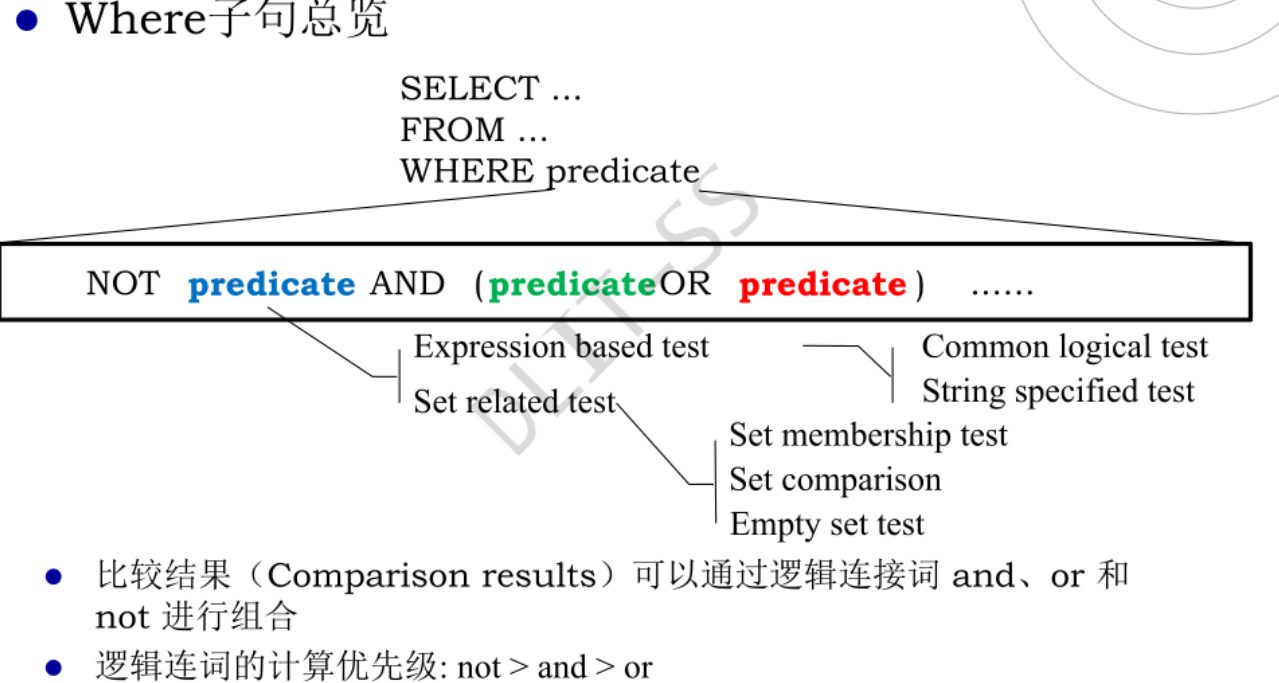 Where子句总览
SELECT …
FROM …
WHERE predicate
NOT predicate AND (predicate OR predicate) ……
Expression based test
Common logical test
Set related test
String specified test
Set membership test
Set comparison
Empty set test
比较结果（Comparison results）可以通过逻辑连接词 and、or 和
not 进行组合
逻辑连词的计算优先级: not > and > or
DLIT-SS